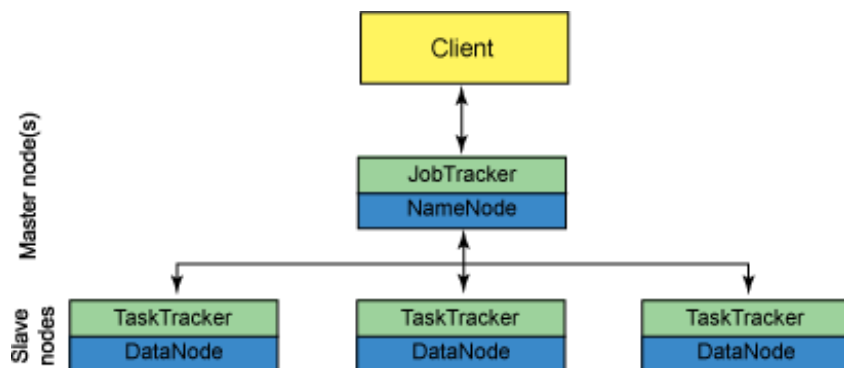 Client
Master node(s)
JobTracker
NameNode
Slave
nodes
TaskTracker
DataNode
TaskTracker
DataNode
TaskTracker
DataNode